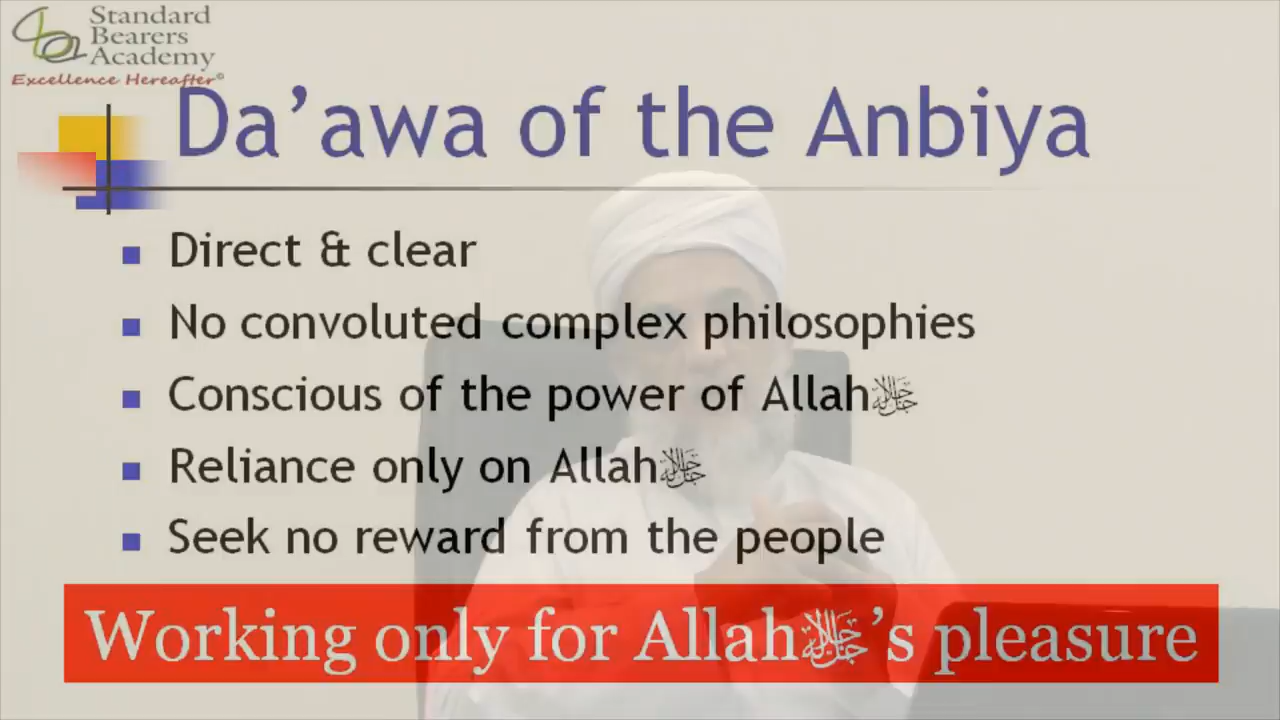 Standard
Bearers
Academy
Excellence Hereafter©
Da’awa of the Anbiya
Direct & clear
No convoluted complex philosophies
Conscious of the power of Allahﷻ
Reliance only on Allahﷻ
Seek no reward from the people
Working only for Allahﷻ’s pleasure